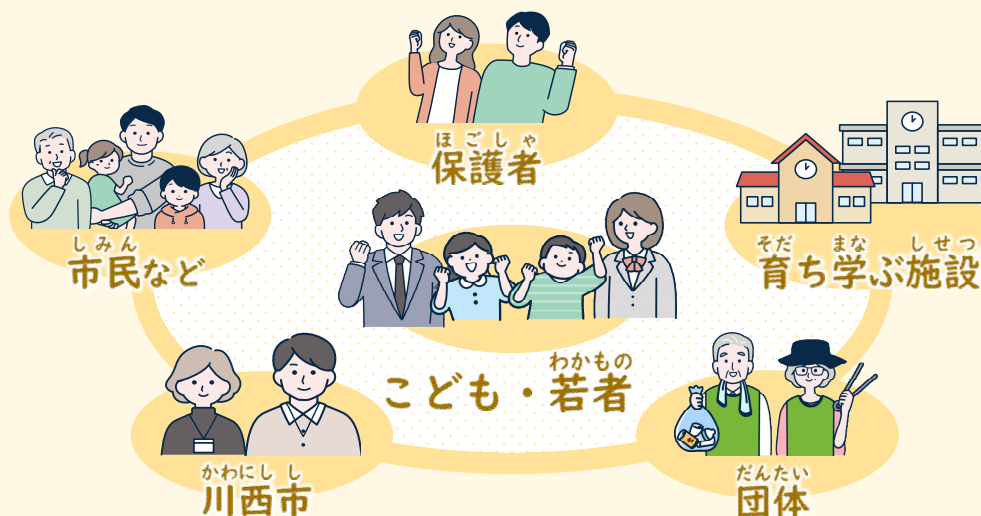 ほごしゃ
保護者
しみん
市民など
そだ まな しせつ
育ち学ぶ施設
わかもの
こども・若者
かわにしし
川西市
だんたい
団体